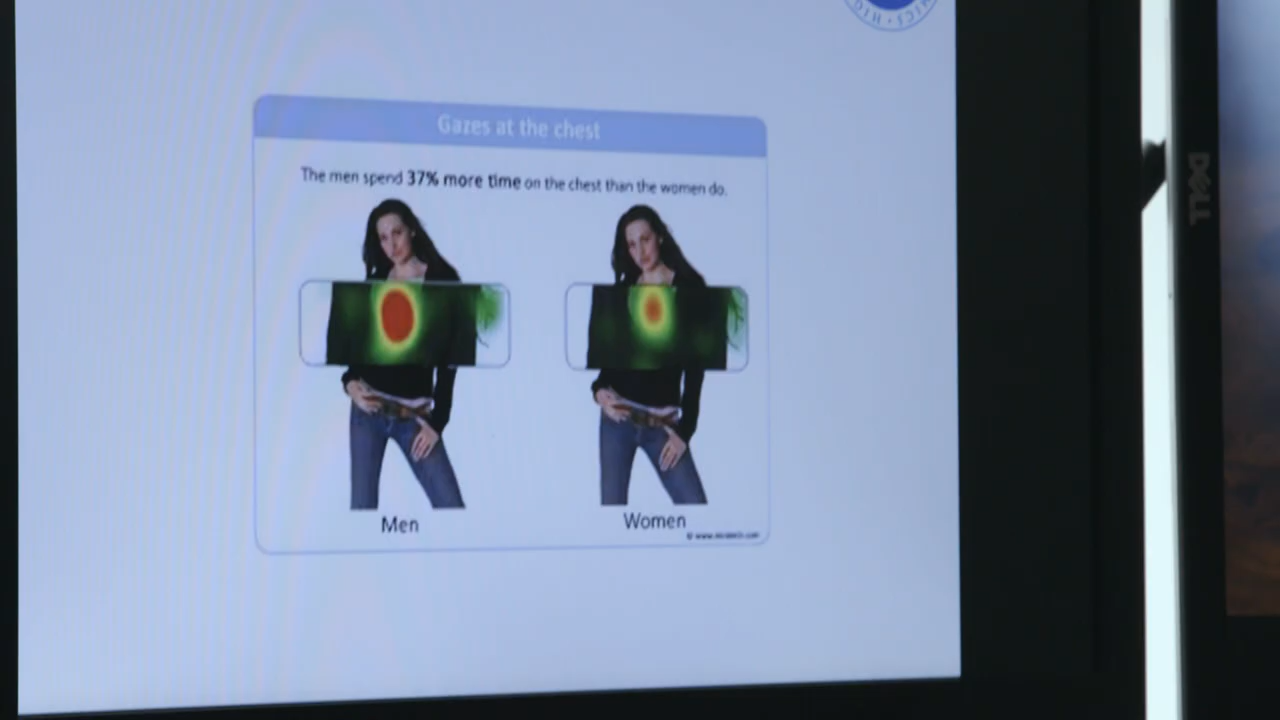 Gazes at the chest
The men spend 37% more time on the chest than the women do.
Men
Women
DELL